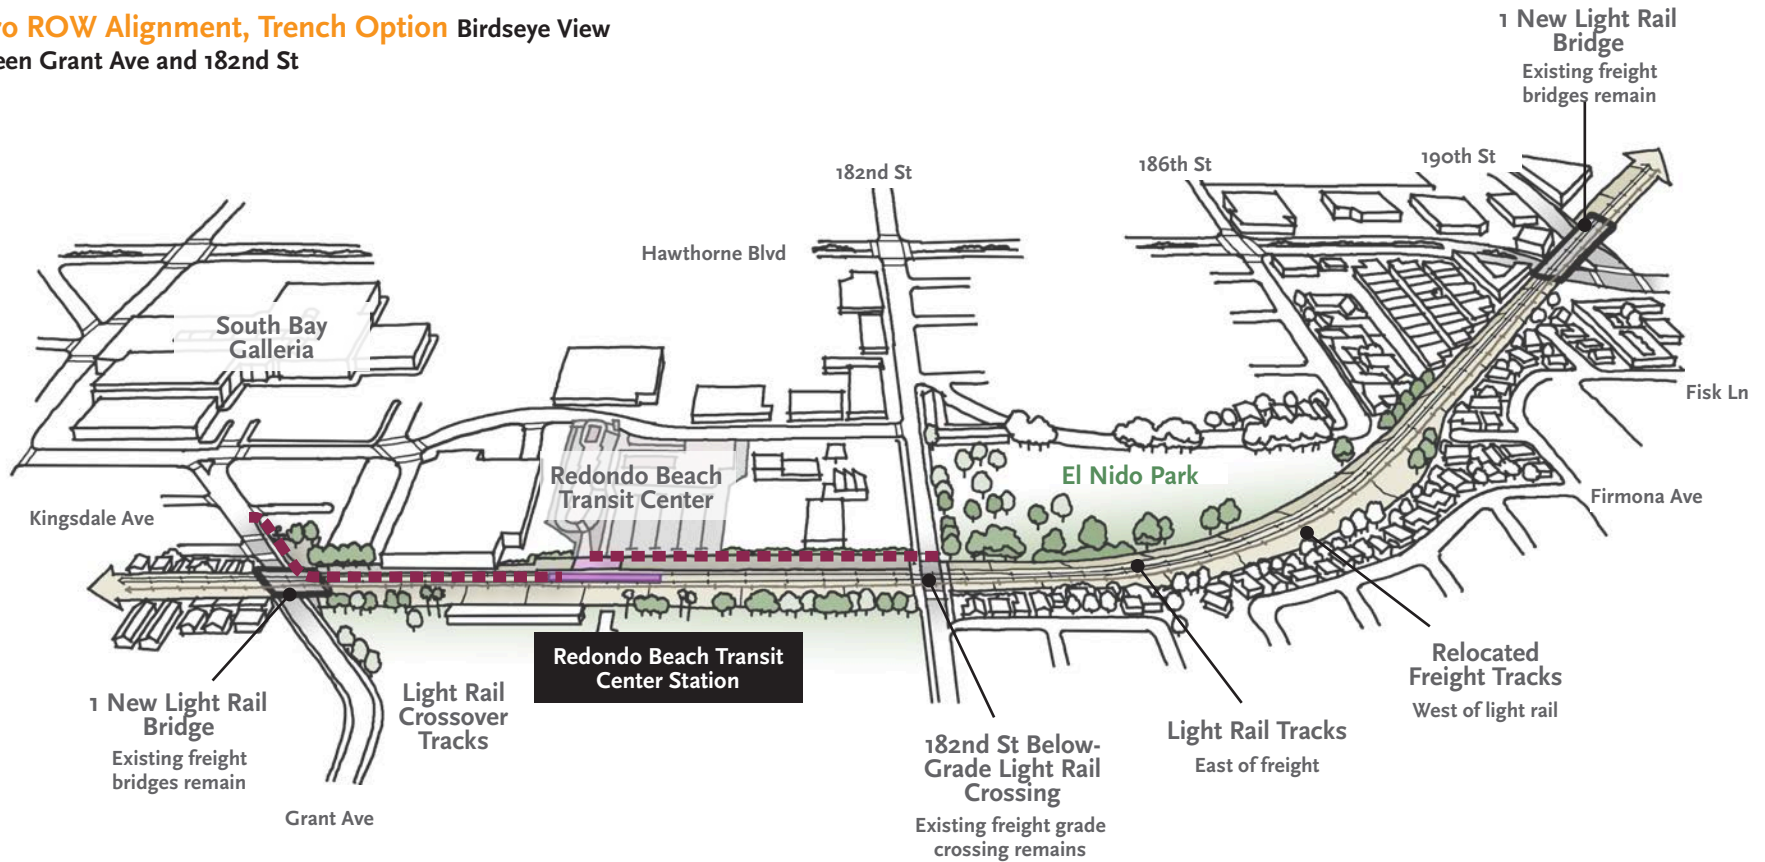 ro ROW Alignment, Trench Option Birdseye View
een Grant Ave and 182nd St
1 New Light Rail
Bridge
Existing freight
bridges remain
182nd St
186th St
190th St
Hawthorne Blvd
South Bay
Galleria
Fisk Ln
Redondo Beach
Transit Center
El Nido Park
Firmona Ave
Kingsdale Ave
Redondo Beach Transit
Center Station
1 New Light Rail
Bridge
Existing freight
bridges remain
Light Rail
Crossover
Tracks
Grant Ave
182nd St Below-
Grade Light Rail
Crossing
Existing freight grade
crossing remains
Light Rail Tracks
East of freight
Relocated
Freight Tracks
West of light rail